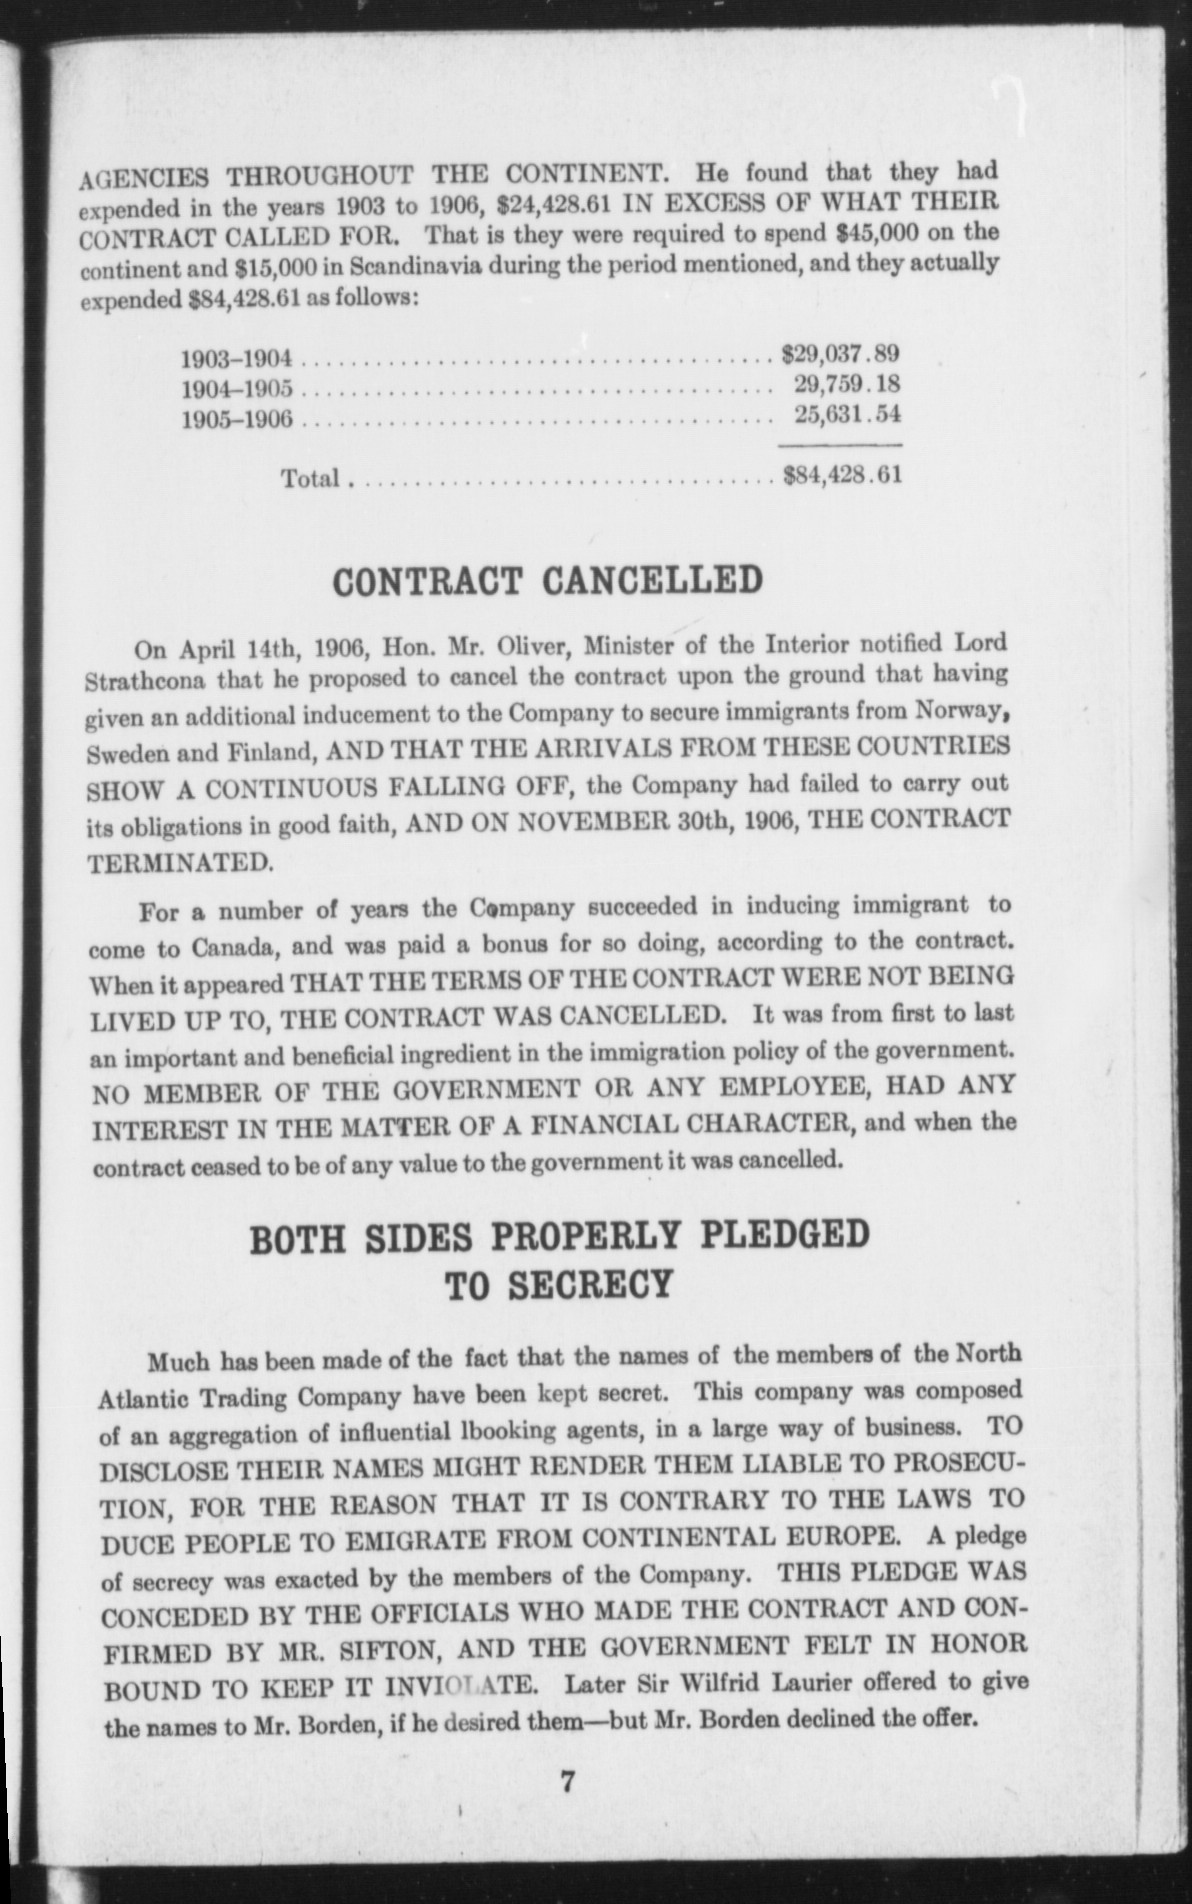 AGENCIES THROUGHOUT THE CONTINENT. He found that they had
expended in the years 1903 to 1906, $24,428.61 IN EXCESS OF WHAT THEIR
CONTRACT CALLED FOR. That is they were required to spend $45,000 on the
continent and $15,000 in Scandinavia during the period mentioned, and they actually
expended $84,428.61 as follows:
1903–1904 ...................................... $29,037.89
1904–1905 ...................................... 29,759.18
1905–1906 ...................................... 25,631.54
Total .................................. $84,428.61
CONTRACT CANCELLED
On April 14th, 1906, Hon. Mr. Oliver, Minister of the Interior notified Lord
Strathcona that he proposed to cancel the contract upon the ground that having
given an additional inducement to the Company to secure immigrants from Norway,
Sweden and Finland, AND THAT THE ARRIVALS FROM THESE COUNTRIES
SHOW A CONTINUOUS FALLING OFF, the Company had failed to carry out
its obligations in good faith, AND ON NOVEMBER 30th, 1906, THE CONTRACT
TERMINATED.
For a number of years the Company succeeded in inducing immigrant to
come to Canada, and was paid a bonus for so doing, according to the contract.
When it appeared THAT THE TERMS OF THE CONTRACT WERE NOT BEING
LIVED UP TO, THE CONTRACT WAS CANCELLED. It was from first to last
an important and beneficial ingredient in the immigration policy of the government.
NO MEMBER OF THE GOVERNMENT OR ANY EMPLOYEE, HAD ANY
INTEREST IN THE MATTER OF A FINANCIAL CHARACTER, and when the
contract ceased to be of any value to the government it was cancelled.
BOTH SIDES PROPERLY PLEDGED
TO SECRECY
Much has been made of the fact that the names of the members of the North
Atlantic Trading Company have been kept secret. This company was composed
of an aggregation of influential lbooking agents, in a large way of business. TO
DISCLOSE THEIR NAMES MIGHT RENDER THEM LIABLE TO PROSECU-
TION, FOR THE REASON THAT IT IS CONTRARY TO THE LAWS TO
DUCE PEOPLE TO EMIGRATE FROM CONTINENTAL EUROPE. A pledge
of secrecy was exacted by the members of the Company. THIS PLEDGE WAS
CONCEDED BY THE OFFICIALS WHO MADE THE CONTRACT AND CON-
FIRMED BY MR. SIFTON, AND THE GOVERNMENT FELT IN HONOR
BOUND TO KEEP IT INVIOLATE. Later Sir Wilfrid Laurier offered to give
the names to Mr. Borden, if he desired them—but Mr. Borden declined the offer.
7